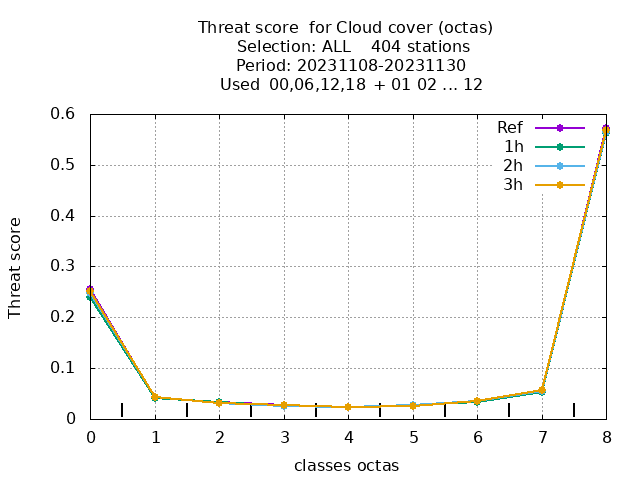 Threat score  for Cloud cover (octas)
Selection: ALL    404 stations
Period: 20231108-20231130
Used  00,06,12,18  + 01 02 ... 12
Ref
1h
2h
3h
0.6
0.5
0.4
0.3
0.2
0.1
0
Threat score
0 1 2 3 4 5 6 7 8
classes octas